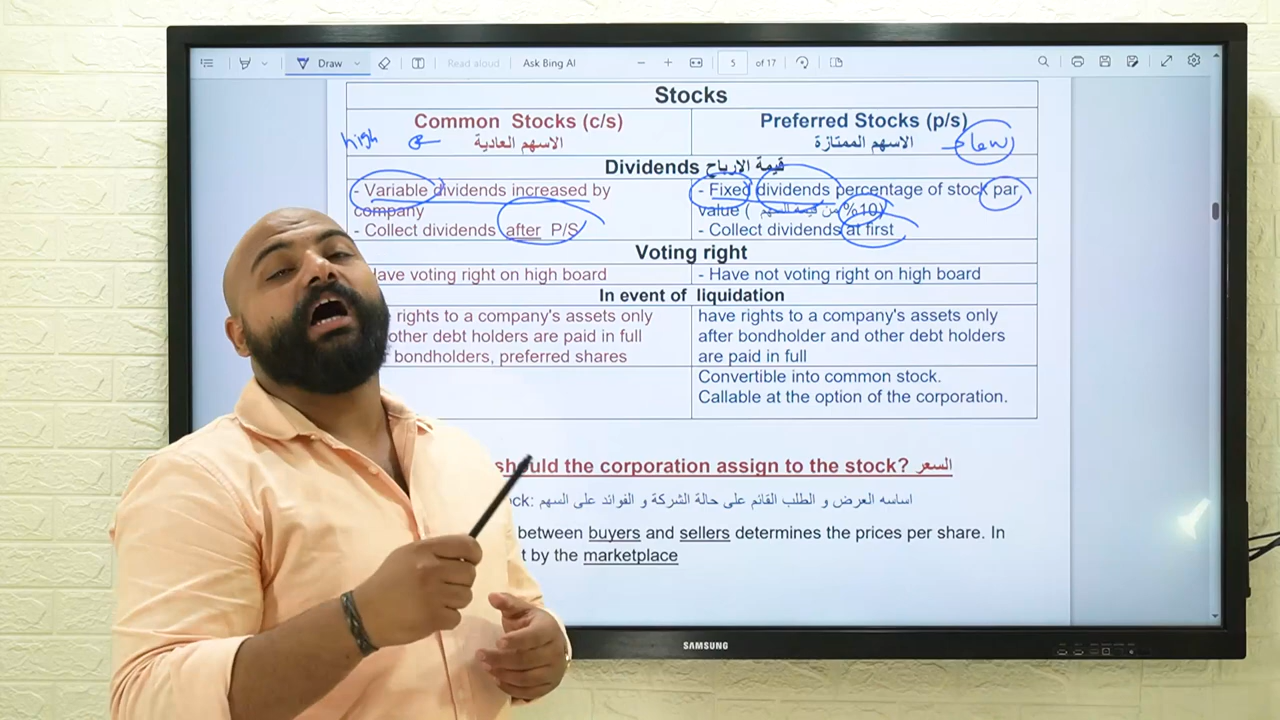 Draw
Read aloud
Ask Bing AI
5 of 17
Stocks
Common Stocks (c/s)
الاسهم العادية
Preferred Stocks (p/s)
الاسهم الممتازة
high
Dividends قيمة الارباح
- Variable dividends increased by
company
- Collect dividends after P/S
- Fixed dividends percentage of stock par
value ( %10 من قيمة السهم )
- Collect dividends at first
Voting right
ave voting right on high board
- Have not voting right on high board
In event of liquidation
rights to a company's assets only
other debt holders are paid in full
bondholders, preferred shares
have rights to a company's assets only
after bondholder and other debt holders
are paid in full
Convertible into common stock.
Callable at the option of the corporation.
should the corporation assign to the stock? السعر
ck: اساسه العرض و الطلب القائم على حالة الشركة و الفوائد على السهم
between buyers and sellers determines the prices per share. In
t by the marketplace
SAMSUNG